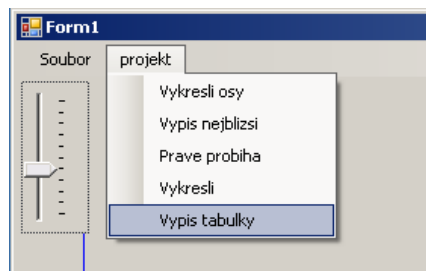 Form1
Soubor projekt
Vykresli osy
Vypis nejblizsi
Prave probiha
Vykresli
Vypis tabulky